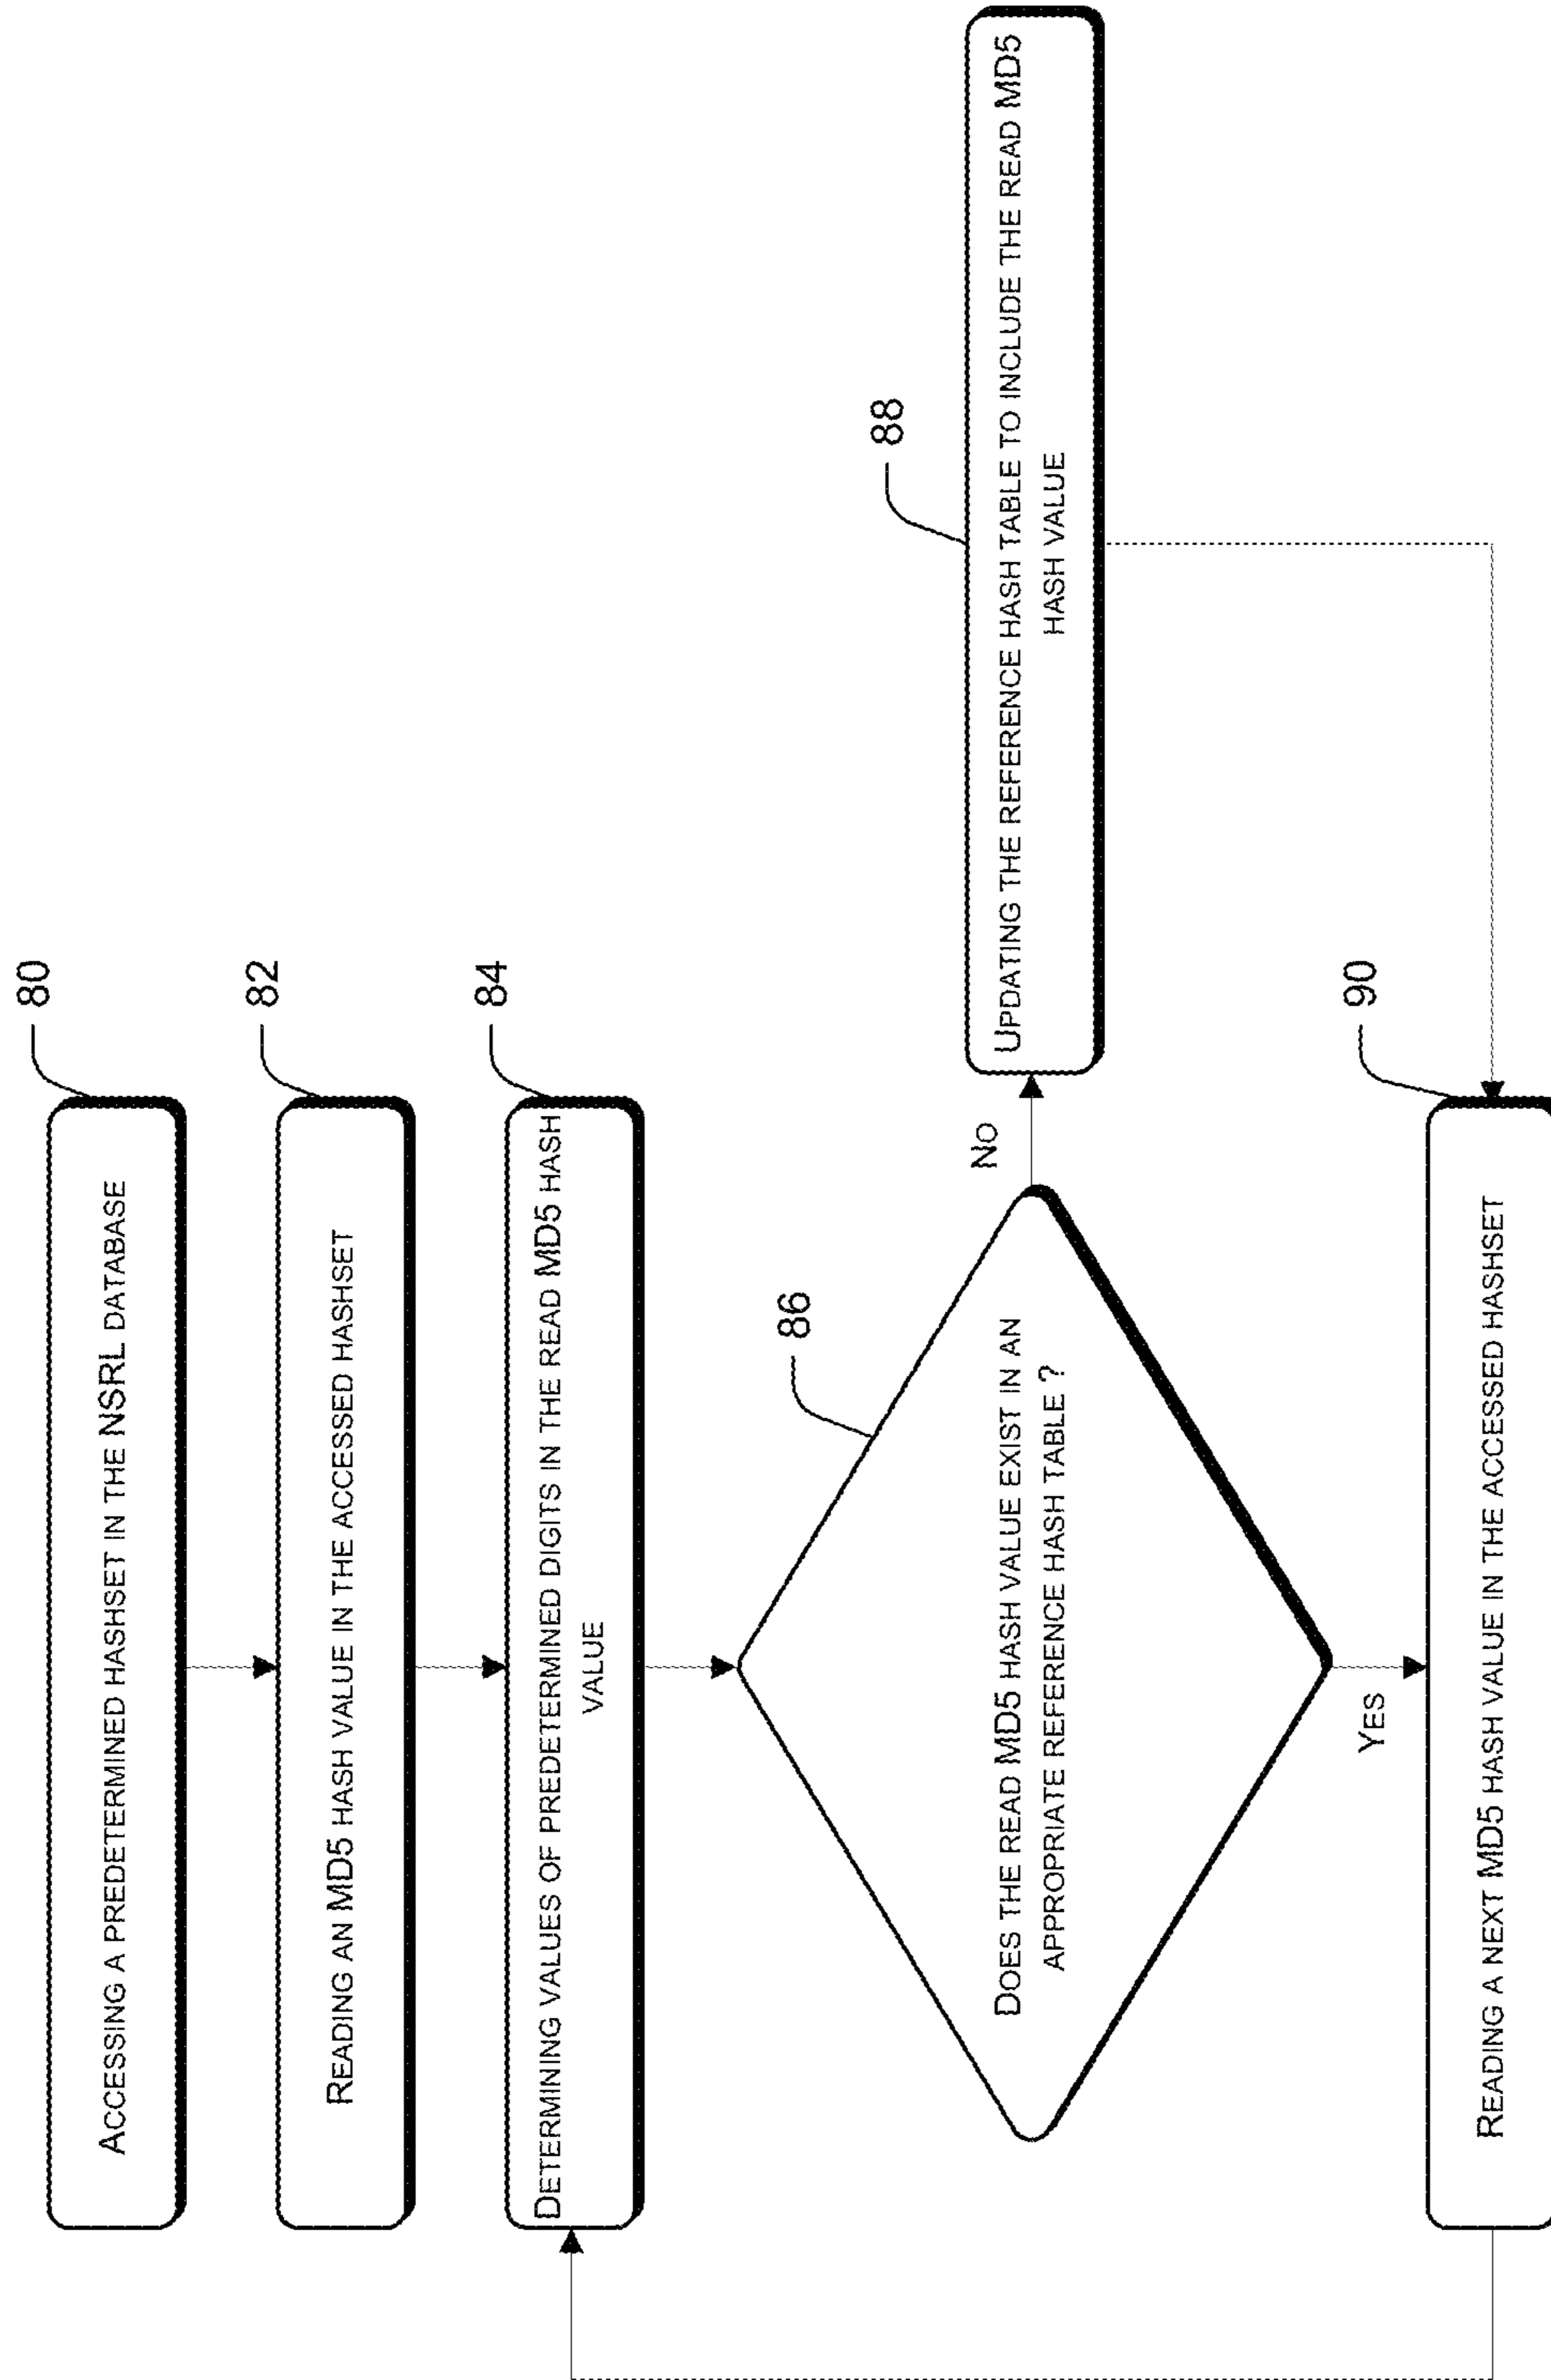 80
ACCESSING A PREDETERMINED HASHSET IN THE NSRL DATABASE
82
READING AN MD5 HASH VALUE IN THE ACCESSED HASHSET
84
DETERMINING VALUES OF PREDETERMINED DIGITS IN THE READ MD5 HASH
VALUE
86
DOES THE READ MD5 HASH VALUE EXIST IN AN
APPROPRIATE REFERENCE HASH TABLE ?
NO
88
UPDATING THE REFERENCE HASH TABLE TO INCLUDE THE READ MD5
HASH VALUE
YES
90
READING A NEXT MD5 HASH VALUE IN THE ACCESSED HASHSET